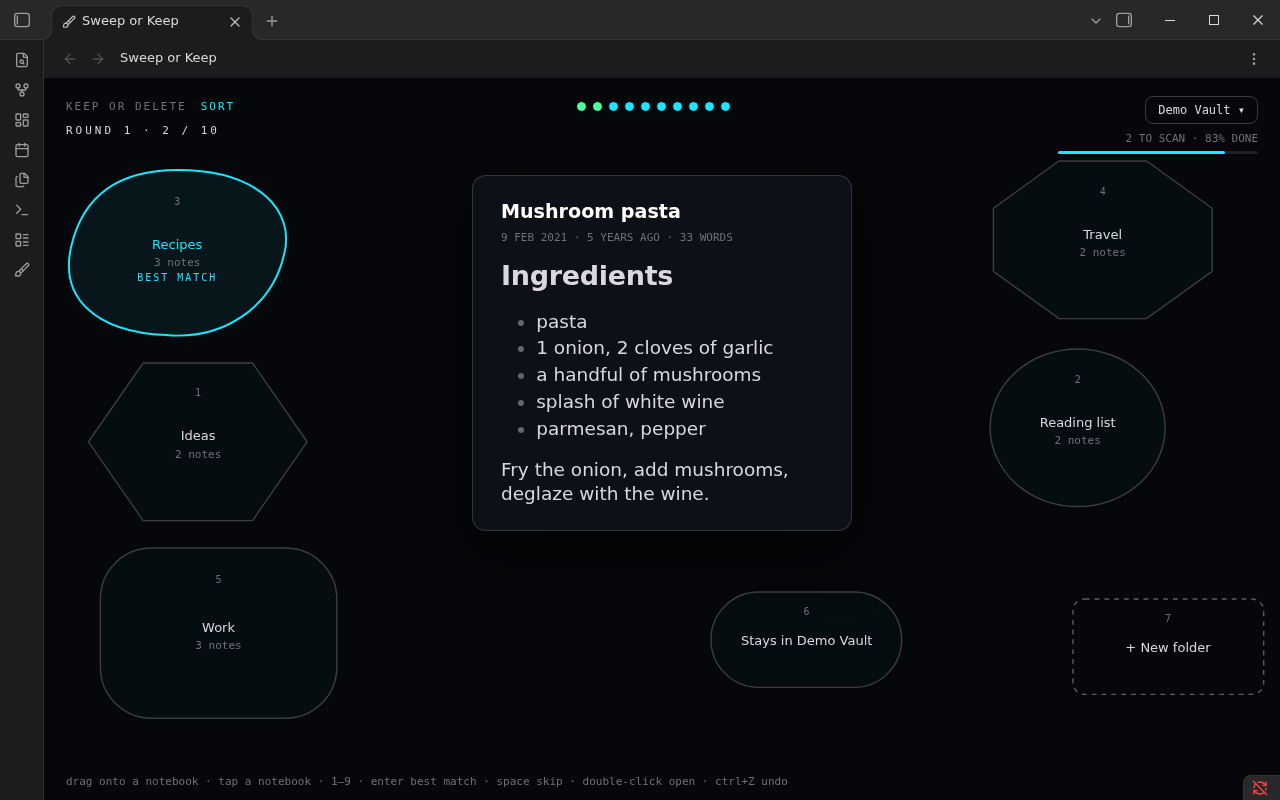 Sweep or Keep
Sweep or Keep
KEEP OR DELETE SORT
ROUND 1 · 2 / 10
Demo Vault ▾
2 TO SCAN · 83% DONE
3
Recipes
3 notes
BEST MATCH
4
Travel
2 notes
Mushroom pasta
9 FEB 2021 · 5 YEARS AGO · 33 WORDS
Ingredients
pasta
1 onion, 2 cloves of garlic
a handful of mushrooms
splash of white wine
parmesan, pepper
Fry the onion, add mushrooms,
deglaze with the wine.
1
Ideas
2 notes
2
Reading list
2 notes
5
Work
3 notes
6
Stays in Demo Vault
7
+ New folder
drag onto a notebook · tap a notebook · 1–9 · enter best match · space skip · double-click open · ctrl+Z undo